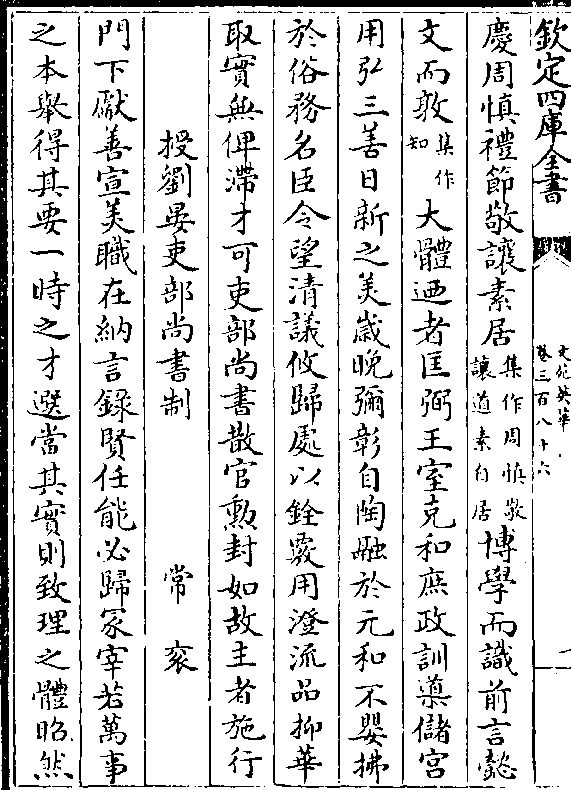 欽定四庫全書
文苑英華
卷三百八十六
慶周慎禮節敬讓素居集作周慎敬讓道素自居博學而識前言懿
文而敦集作知大體迺者匡弼王室克和庶政訓導儲宮
用弘三善日新之美歲晚彌彰自陶融於元和不嬰拂
於俗務名臣令望清議攸歸處以銓覈用澄流品抑華
取實無俾滯才可吏部尚書散官勳封如故主者施行
授劉晏吏部尚書制　常衮
門下獻善宣美職在納言錄賢任能必歸冢宰若萬事
之本舉得其要一時之才選當其實則致理之體昭然